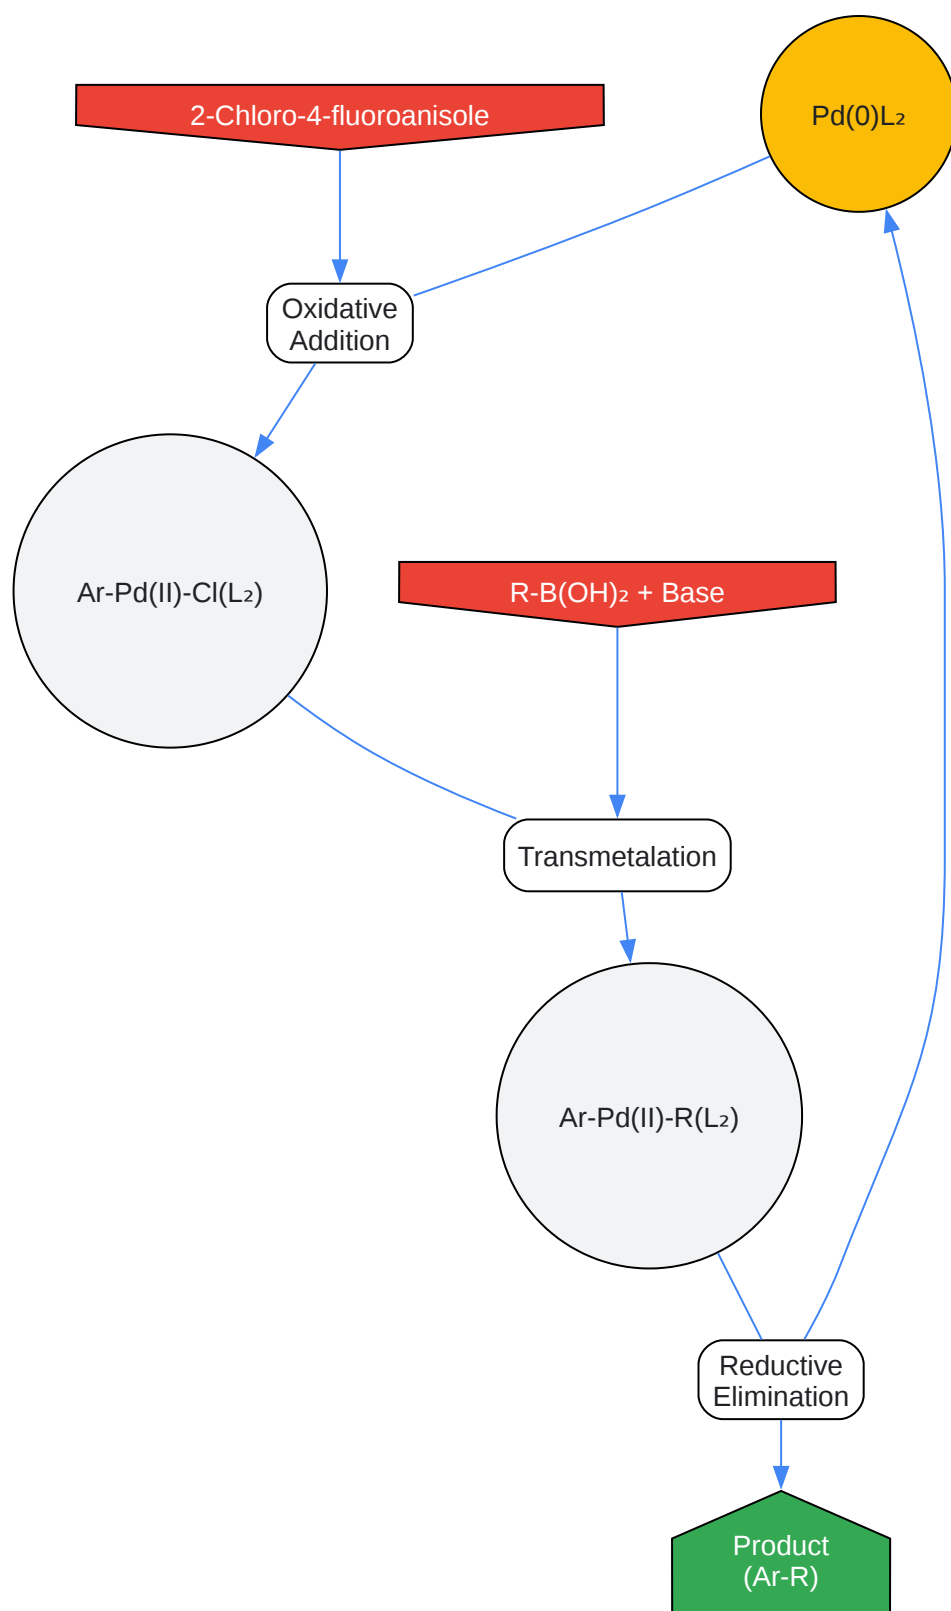 2-Chloro-4-fluoroanisole
Pd(0)L₂
Oxidative
Addition
Ar-Pd(II)-Cl(L₂)
R-B(OH)₂ + Base
Transmetalation
Ar-Pd(II)-R(L₂)
Reductive
Elimination
Product
(Ar-R)